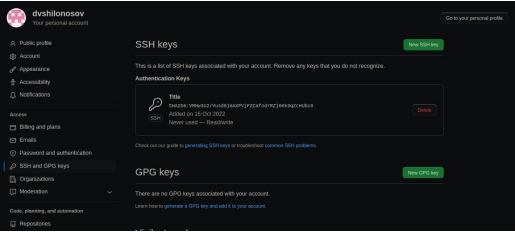 dvshilonosov
Your personal account
Go to your personal profile
Public profile
Account
Appearance
Accessibility
Notifications
Access
Billing and plans
Emails
Password and authentication
SSH and GPG keys
Organizations
Moderation
Code, planning, and automation
Repositories
SSH keys
New SSH key
This is a list of SSH keys associated with your account. Remove any keys that you do not recognize.
Authentication Keys
Title
SSH
Added on 15 Oct 2022
Never used — Read/write
Delete
Check out our guide to generating SSH keys or troubleshoot common SSH problems.
GPG keys
New GPG key
There are no GPG keys associated with your account.
Learn how to generate a GPG key and add it to your account.